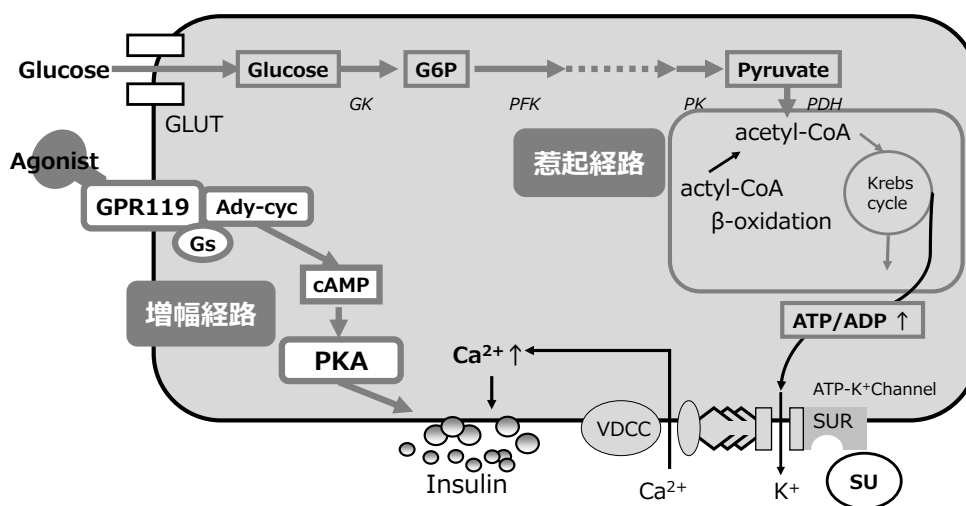 Glucose
Glucose
G6P
Pyruvate
GK
PFK
PK
PDH
GLUT
acetyl-CoA
惹起経路
Agonist
actyl-CoA
Krebs
cycle
GPR119
Ady-cyc
β-oxidation
Gs
cAMP
増幅経路
ATP/ADP ↑
PKA
Ca²⁺ ↑
ATP-K⁺Channel
VDCC
SUR
Insulin
Ca²⁺
K⁺
SU